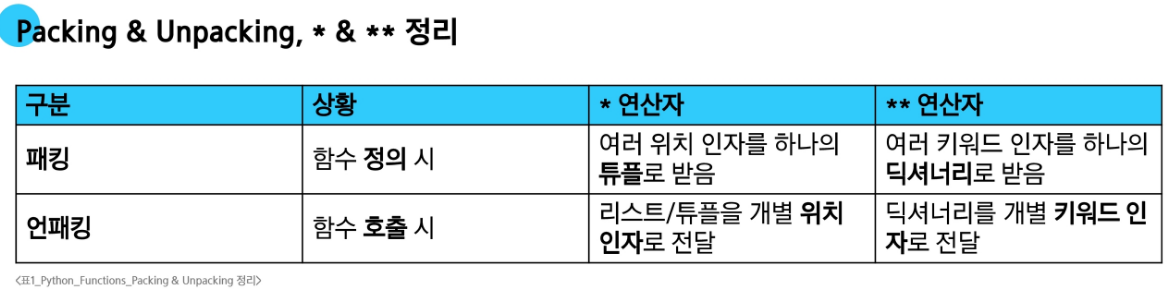 Packing & Unpacking, * & ** 정리
구분 상황 * 연산자 ** 연산자
패킹 함수 정의 시 여러 위치 인자를 하나의 튜플로 받음 여러 키워드 인자를 하나의 딕셔너리로 받음
언패킹 함수 호출 시 리스트/튜플을 개별 위치 인자로 전달 딕셔너리를 개별 키워드 인자로 전달
<표1_Python_Functions_Packing & Unpacking 정리>